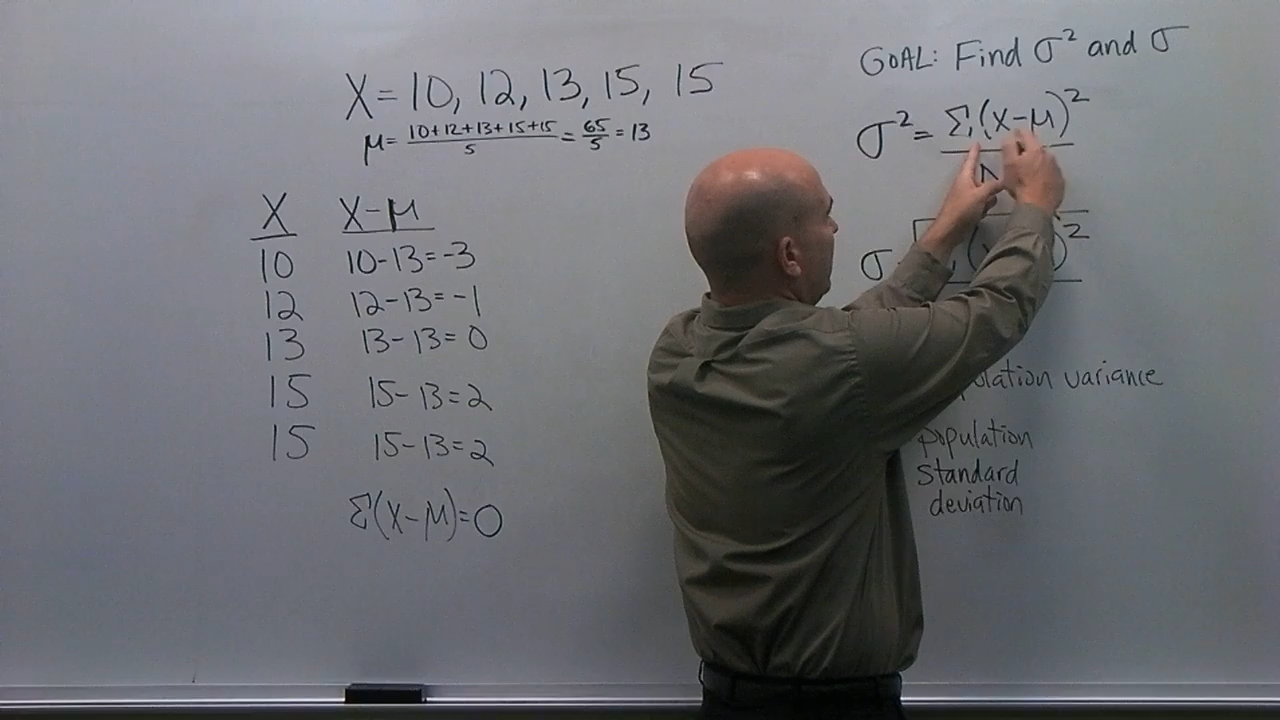 X = 10, 12, 13, 15, 15
μ = 10+12+13+15+15 / 5 = 65 / 5 = 13
X X-μ
10 10-13=-3
12 12-13=-1
13 13-13=0
15 15-13=2
15 15-13=2
Σ(X-μ)=0
GOAL: Find σ² and σ
σ² = Σ(X-μ)²
σ
)²
variance
population
standard
deviation